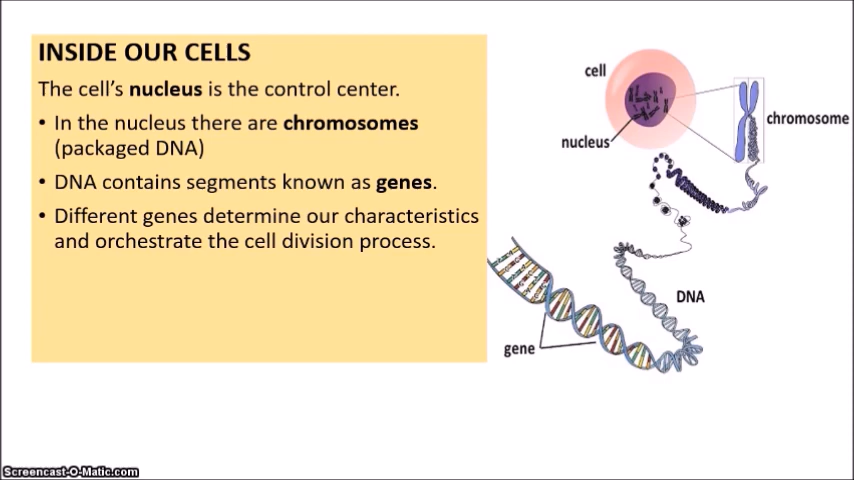 INSIDE OUR CELLS
The cell’s nucleus is the control center.
• In the nucleus there are chromosomes
(packaged DNA)
• DNA contains segments known as genes.
• Different genes determine our characteristics
and orchestrate the cell division process.
cell
chromosome
nucleus
DNA
gene
Screencast-O-Matic.com